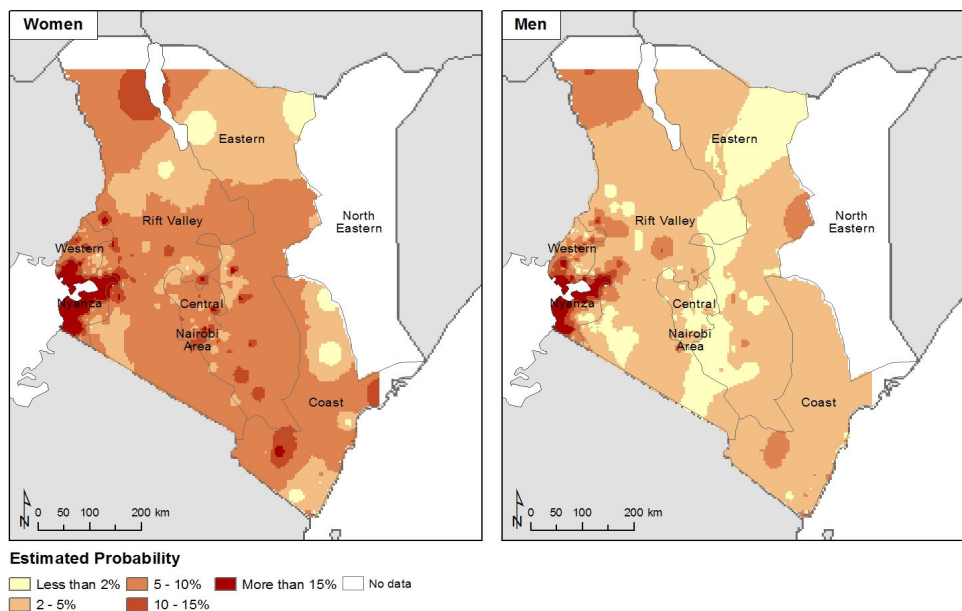 Women
Eastern
Rift Valley
North
Eastern
Western
Nyanza
Central
Nairobi
Area
Coast
N
0 50 100 200 km
Men
Eastern
Rift Valley
North
Eastern
Western
Nyanza
Central
Nairobi
Area
Coast
N
0 50 100 200 km
Estimated Probability
Less than 2% 5 - 10% More than 15% No data
2 - 5% 10 - 15%